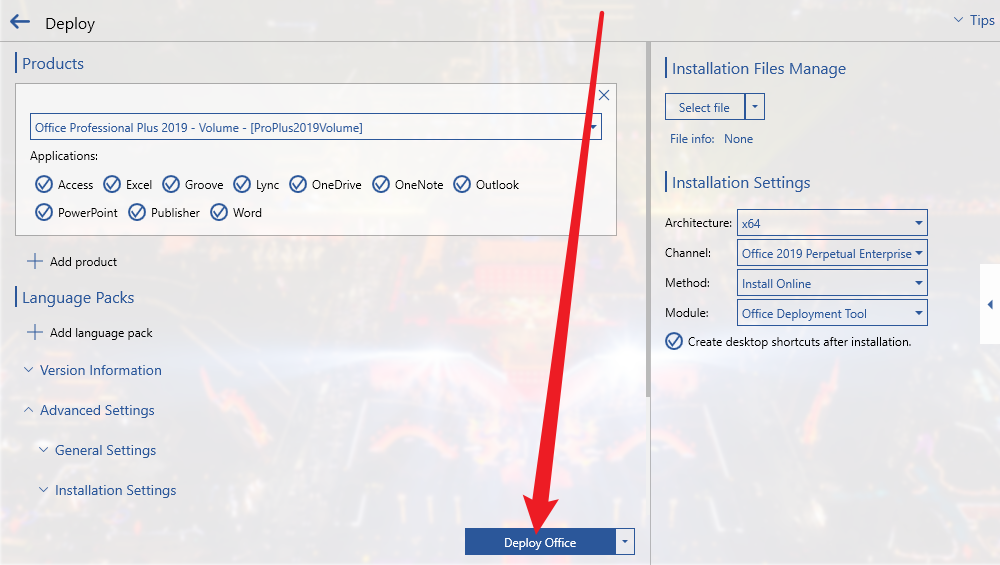 Deploy
Tips
Products
Office Professional Plus 2019 - Volume - [ProPlus2019Volume]
Applications:
Access Excel Groove Lync OneDrive OneNote Outlook
PowerPoint Publisher Word
Add product
Language Packs
Add language pack
Version Information
Advanced Settings
General Settings
Installation Settings
Deploy Office
Installation Files Manage
Select file
File info: None
Installation Settings
Architecture: x64
Channel: Office 2019 Perpetual Enterprise
Method: Install Online
Module: Office Deployment Tool
Create desktop shortcuts after installation.